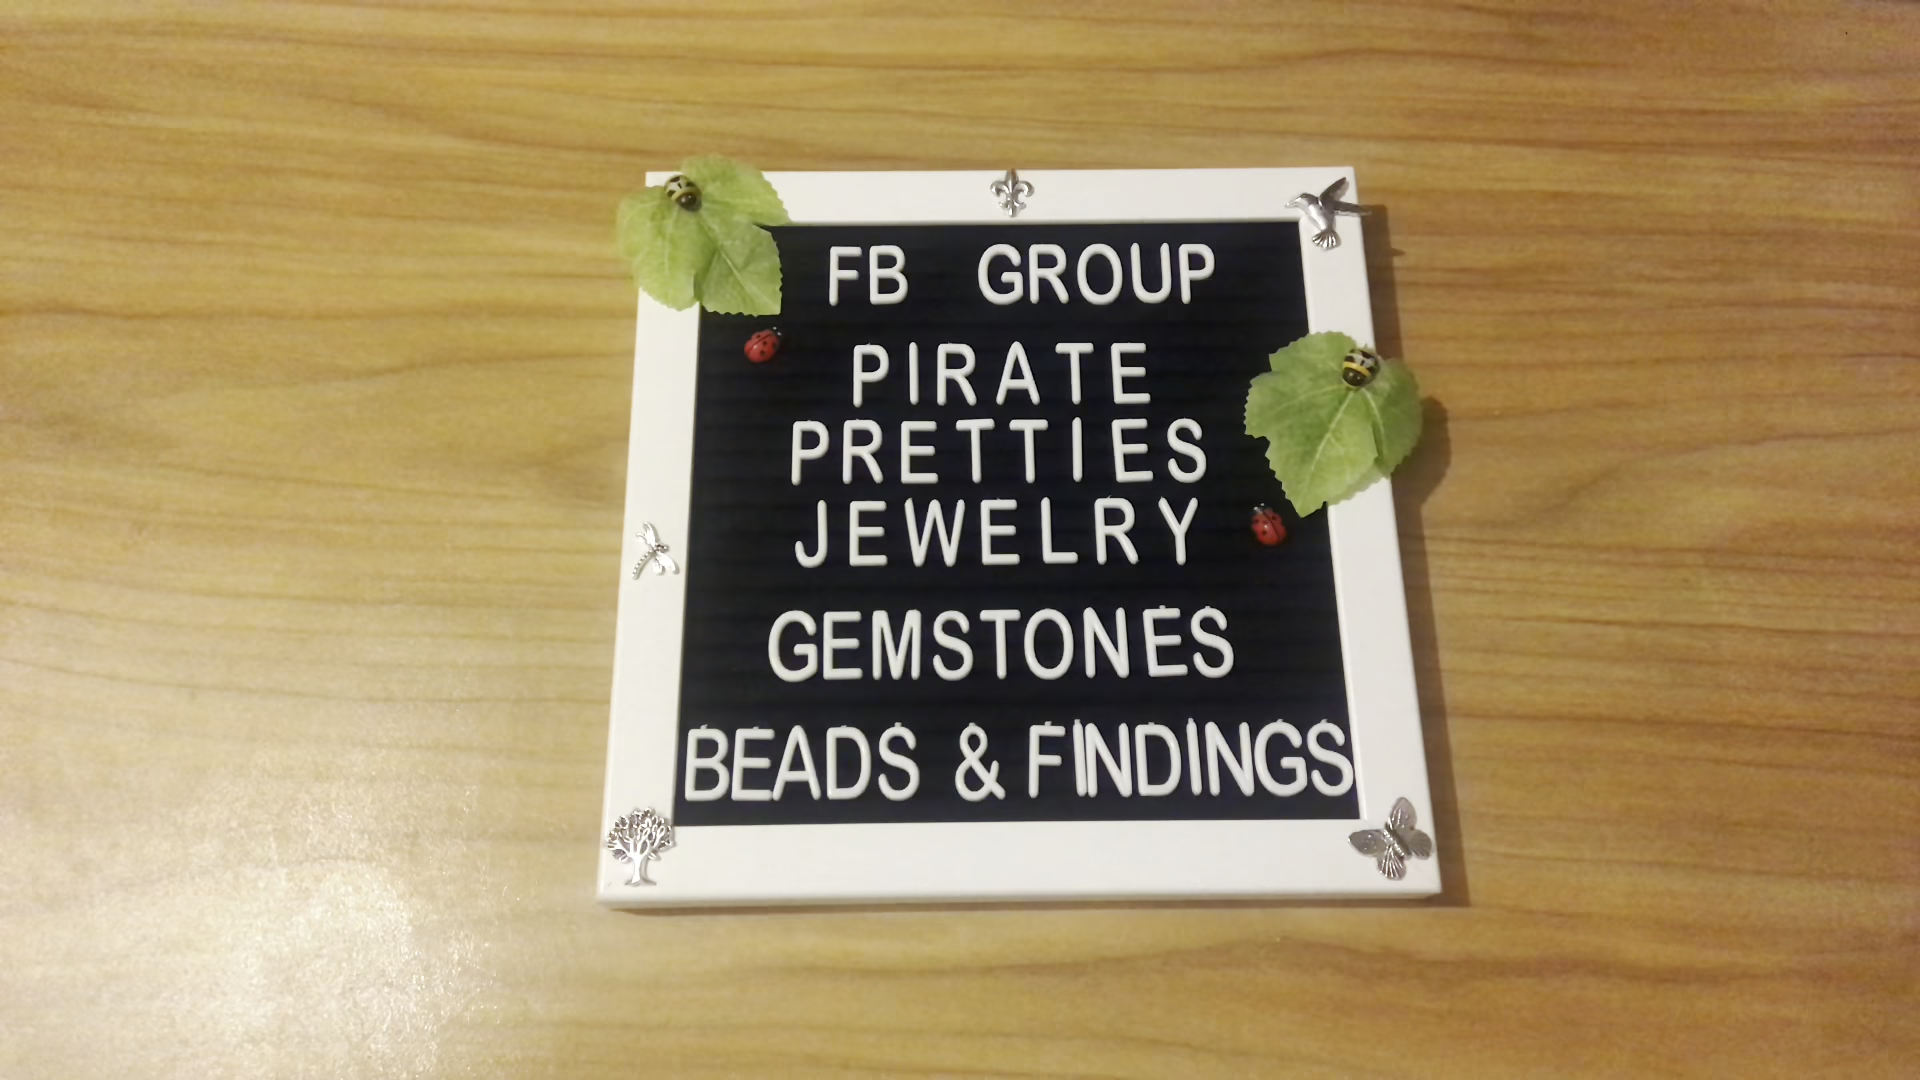 FB GROUP
PIRATE
PRETTIES
JEWELRY
GEMSTONES
BEADS & FINDINGS